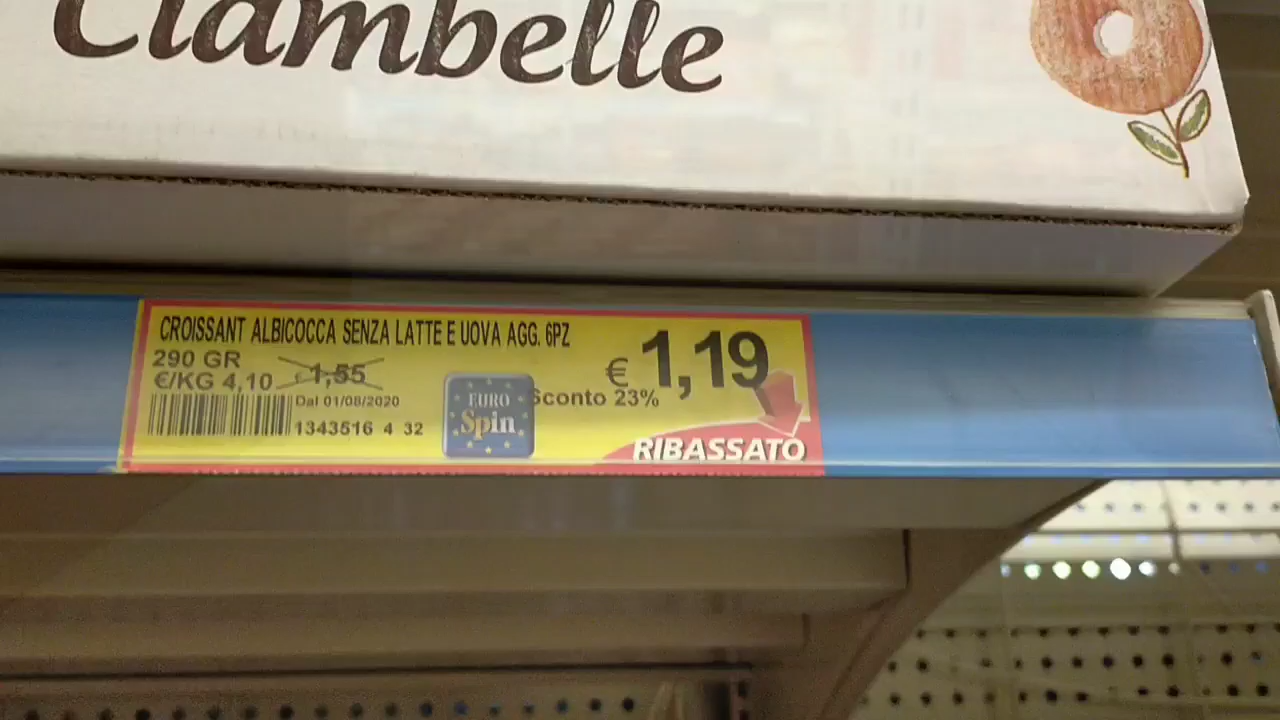 Ciambelle
CROISSANT ALBICOCCA SENZA LATTE E UOVA AGG. 6PZ
290 GR
€/KG 4,10
€ 1,55
€ 1,19
Dal 01/08/2020
Sconto 23%
1343516 4 32
EURO
Spin
RIBASSATO